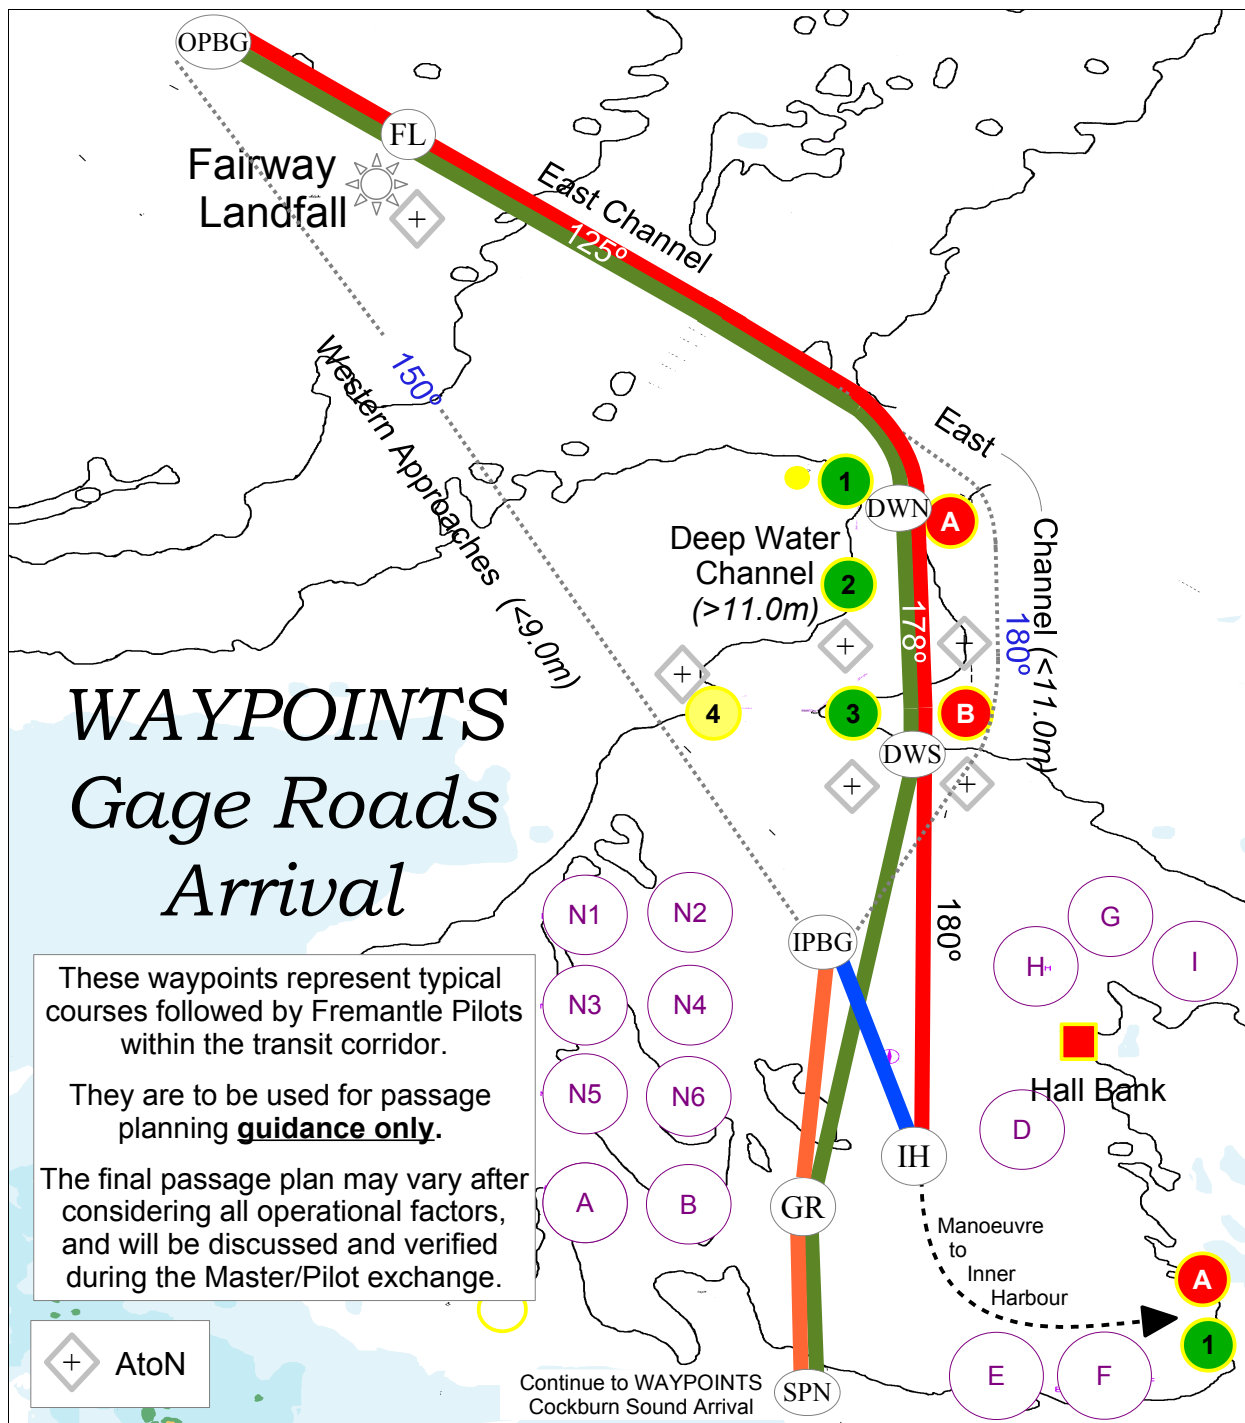 OPBG
FL
Fairway
Landfall
East Channel
125º
150º
Western Approaches (<9.0m)
East
Channel (<11.0m)
180º
1
DWN
A
Deep Water
Channel
(>11.0m)
2
178º
4
3
B
DWS
WAYPOINTS
Gage Roads
Arrival
N1
N2
IPBG
180º
G
H
I
These waypoints represent typical
courses followed by Fremantle Pilots
within the transit corridor.
They are to be used for passage
planning guidance only.
The final passage plan may vary after
considering all operational factors,
and will be discussed and verified
during the Master/Pilot exchange.
N3
N4
N5
N6
Hall Bank
D
IH
A
B
GR
Manoeuvre
to
Inner
Harbour
A
1
AtoN
E
F
SPN
Continue to WAYPOINTS
Cockburn Sound Arrival